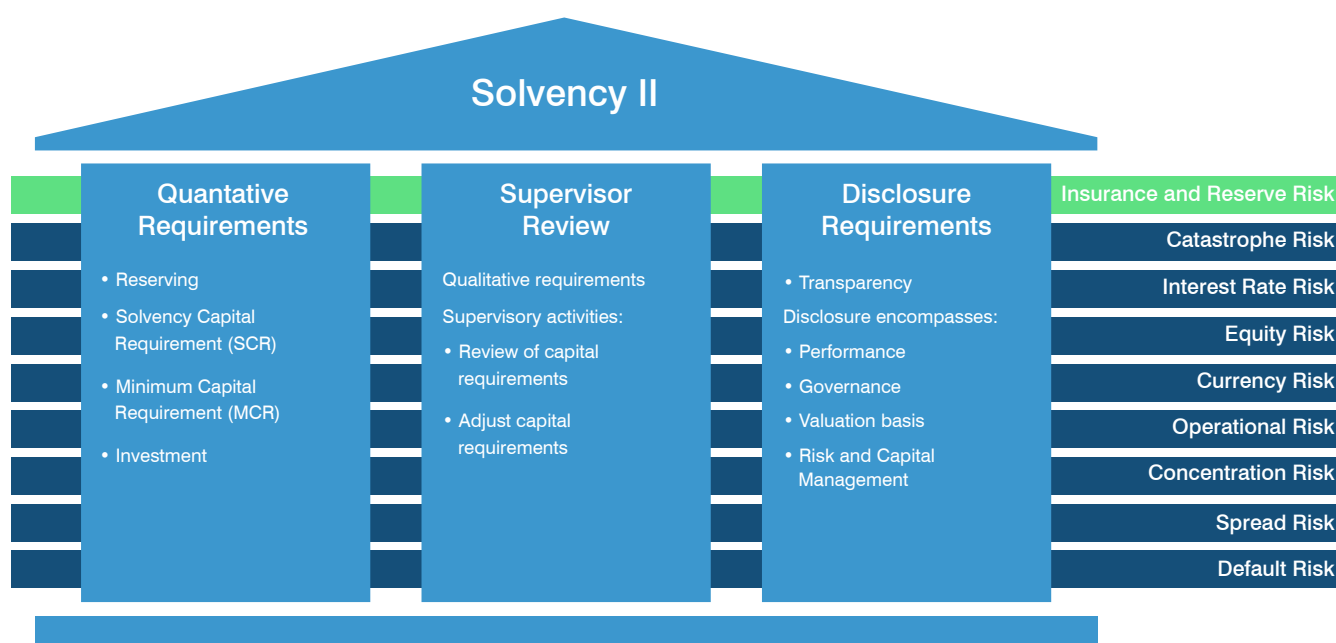 Solvency II
Quantative
Requirements
• Reserving
• Solvency Capital
Requirement (SCR)
• Minimum Capital
Requirement (MCR)
• Investment
Supervisor
Review
Qualitative requirements
Supervisory activities:
• Review of capital
requirements
• Adjust capital
requirements
Disclosure
Requirements
• Transparency
Disclosure encompasses:
• Performance
• Governance
• Valuation basis
• Risk and Capital
Management
Insurance and Reserve Risk
Catastrophe Risk
Interest Rate Risk
Equity Risk
Currency Risk
Operational Risk
Concentration Risk
Spread Risk
Default Risk